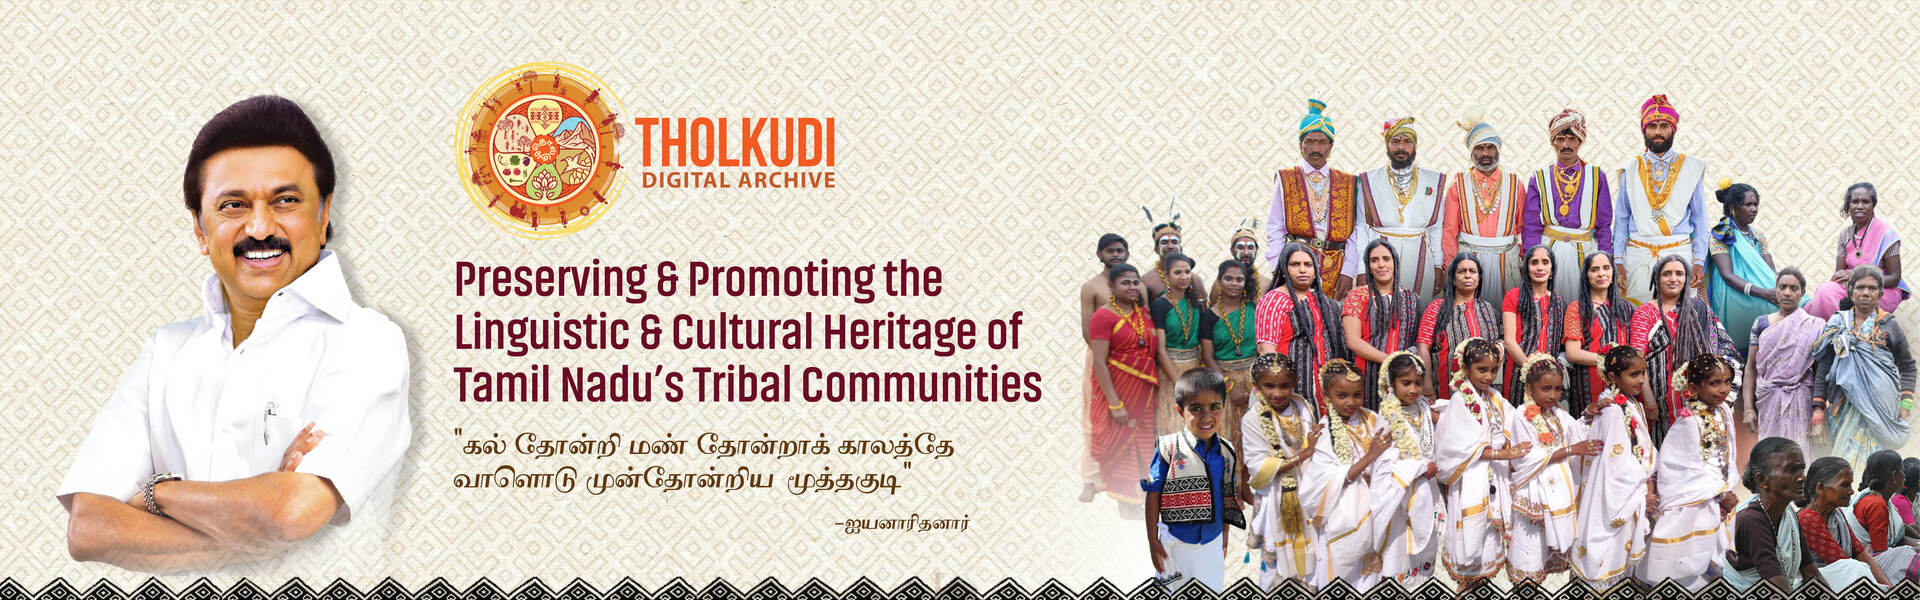 THOLKUDI
DIGITAL ARCHIVE
Preserving & Promoting the
Linguistic & Cultural Heritage of
Tamil Nadu's Tribal Communities
"கல் தோன்றி மண் தோன்றாக் காலத்தே
வாளொடு முன்தோன்றிய மூத்தகுடி"
-ஐயனாரிதனார்